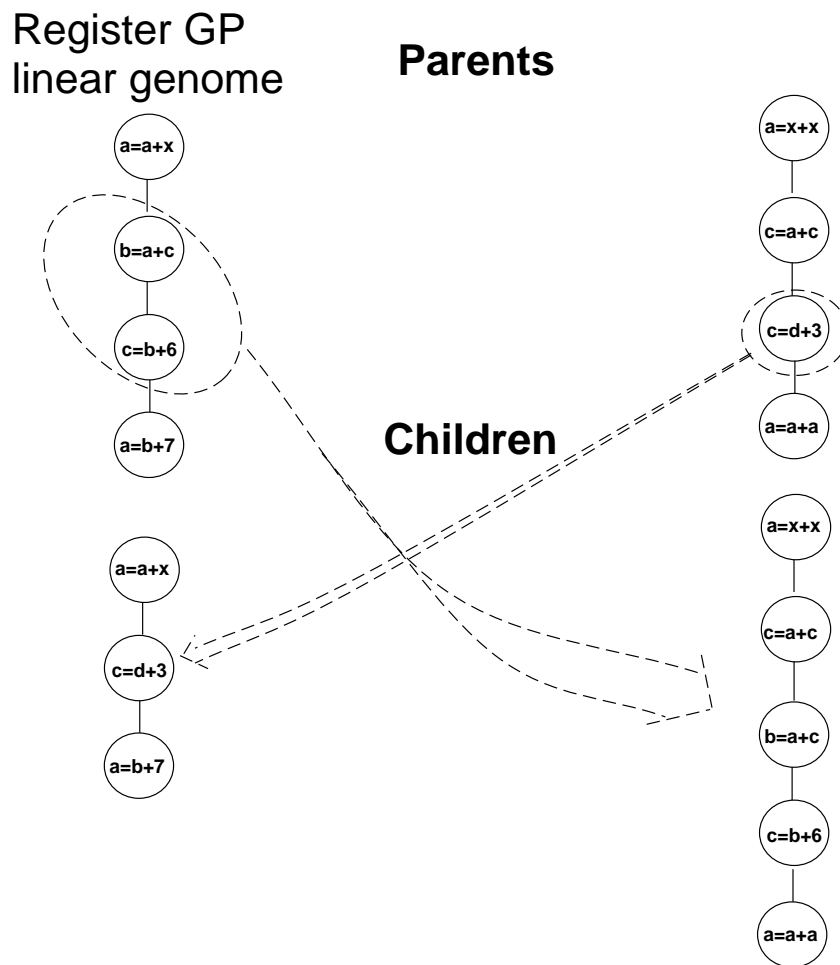 Register GP
linear genome
Parents
a=a+x
b=a+c
c=b+6
a=b+7
a=x+x
c=a+c
c=d+3
a=a+a
Children
a=a+x
c=d+3
a=b+7
a=x+x
c=a+c
b=a+c
c=b+6
a=a+a